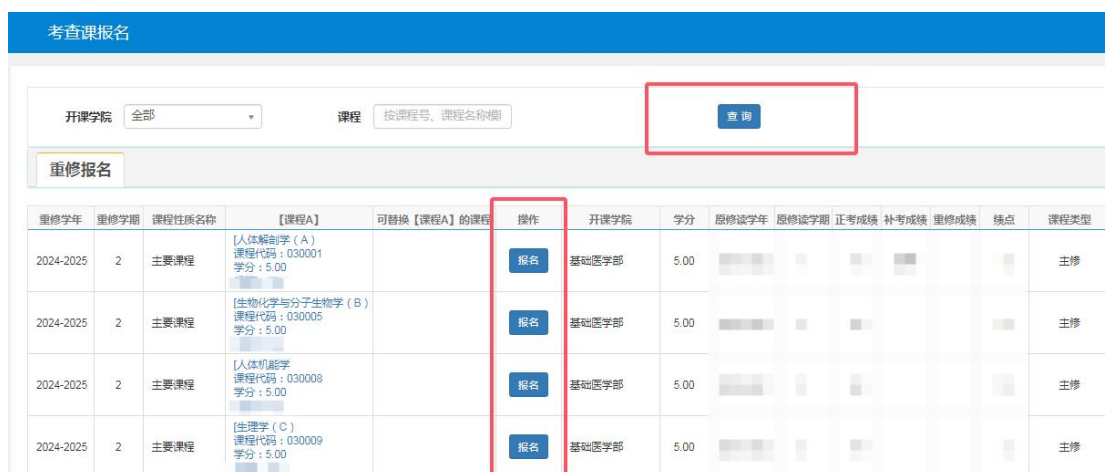 考查课报名
开课学院 全部 课程 按课程号、课程名称模 查 询
重修报名
重修学年 重修学期 课程性质名称 【课程A】 可替换【课程A】的课程 操作 开课学院 学分 原修读学年 原修读学期 正考成绩 补考成绩 重修成绩 绩点 课程类型
[人体解剖学（A）
2024-2025 2 主要课程 课程代码：030001 报名 基础医学部 5.00 主修
学分：5.00
[生物化学与分子生物学（B）
2024-2025 2 主要课程 课程代码：030005 报名 基础医学部 5.00 主修
学分：5.00
[人体机能学
2024-2025 2 主要课程 课程代码：030008 报名 基础医学部 5.00 主修
学分：5.00
[生理学（C）
2024-2025 2 主要课程 课程代码：030009 报名 基础医学部 5.00 主修
学分：5.00